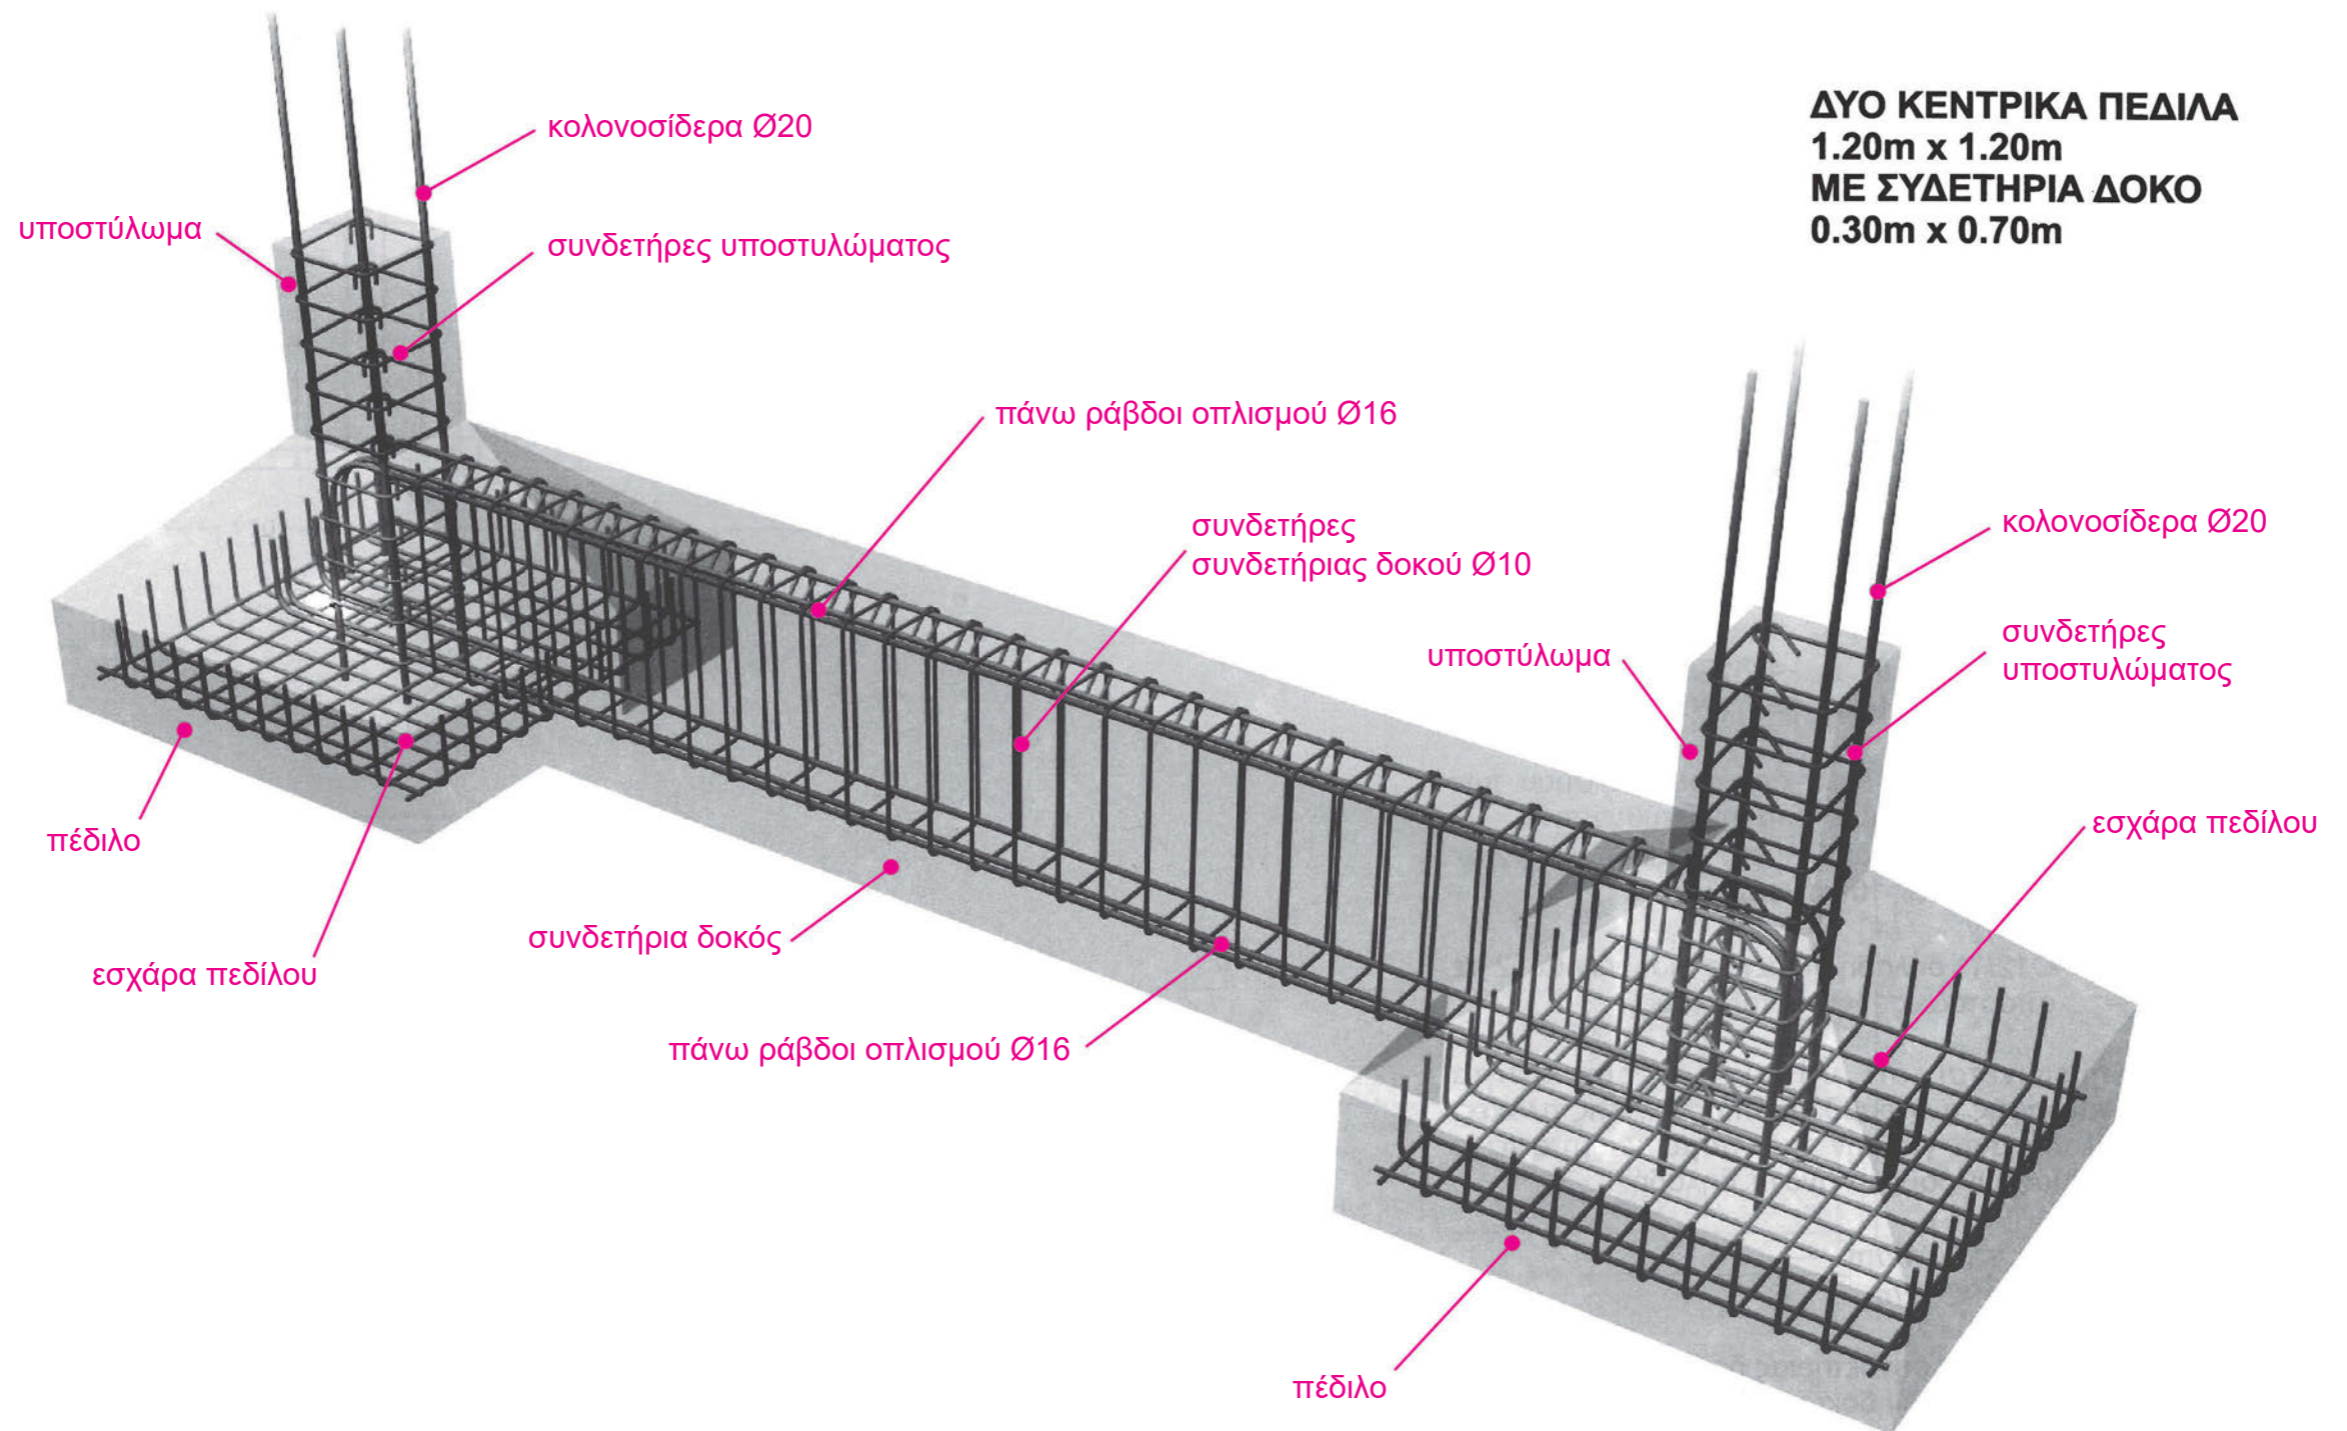 ΔΥΟ ΚΕΝΤΡΙΚΑ ΠΕΔΙΛΑ
1.20m x 1.20m
ΜΕ ΣΥΔΕΤΗΡΙΑ ΔΟΚΟ
0.30m x 0.70m
κολονοσίδερα Ø20
υποστύλωμα
συνδετήρες υποστυλώματος
πάνω ράβδοι οπλισμού Ø16
συνδετήρες
συνδετήριας δοκού Ø10
κολονοσίδερα Ø20
υποστύλωμα
συνδετήρες
υποστυλώματος
πέδιλο
εσχάρα πεδίλου
συνδετήρια δοκός
εσχάρα πεδίλου
πάνω ράβδοι οπλισμού Ø16
πέδιλο